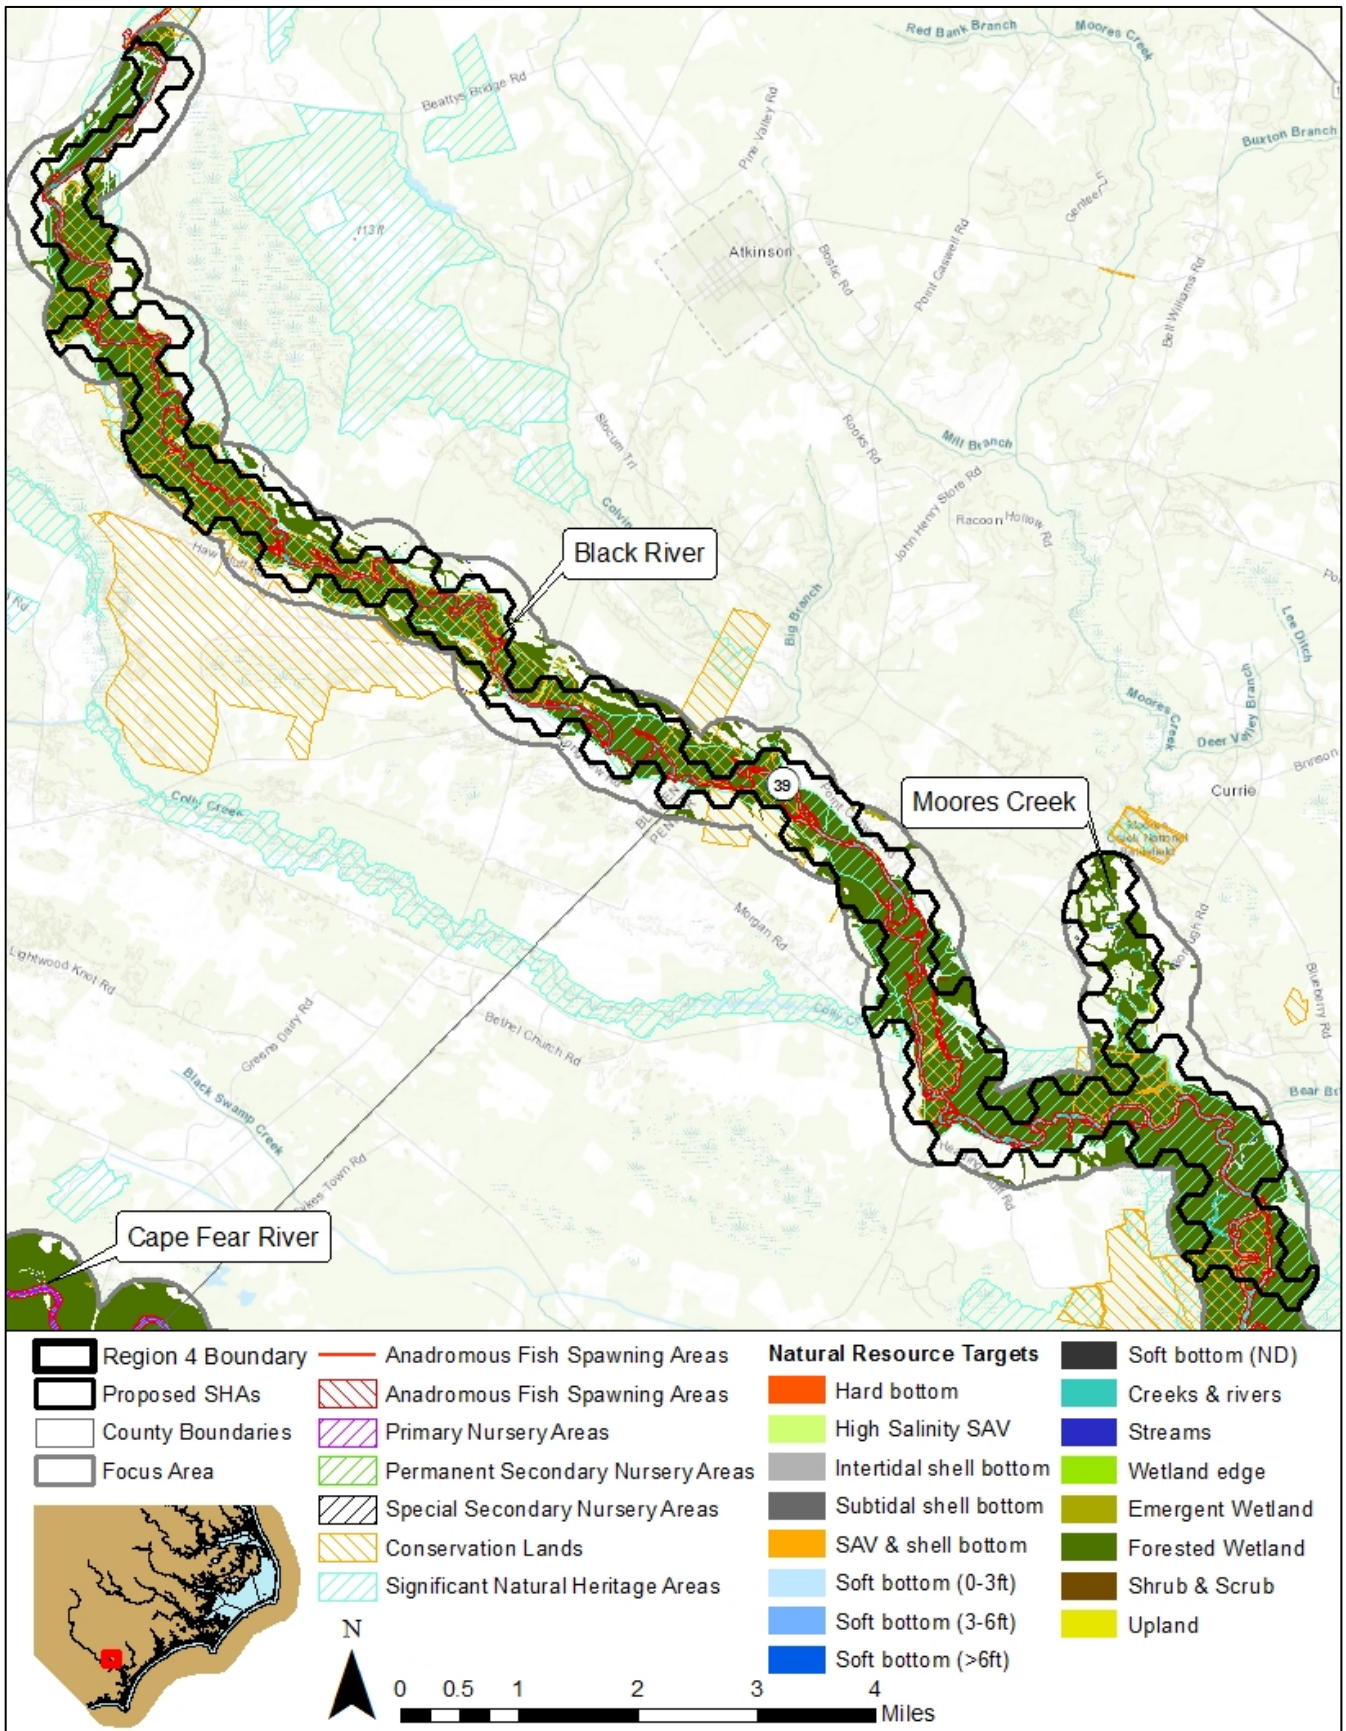 Red Bank Branch
Moores Creek
Beattys Bridge Rd
Pine Valley Rd
Buxton Branch
113 ft
Atkinson
Bostic Rd
Point Caswell Rd
Bell Williams Rd
Slocum Trl
Rooks Rd
Mill Branch
John Henry Store Rd
Racoon Hollow Rd
Colvin
Black River
Big Branch
Lee Ditch
Moores Creek
Deer Valley Branch
39
Moores Creek
Currie
Colly Creek
Morgan Rd
Lightwood Knot Rd
Greens Dairy Rd
Bethel Church Rd
Blueberry Rd
Black Swamp Creek
Cape Fear River
Region 4 Boundary
Proposed SHAs
County Boundaries
Focus Area
Anadromous Fish Spawning Areas
Anadromous Fish Spawning Areas
Primary Nursery Areas
Permanent Secondary Nursery Areas
Special Secondary Nursery Areas
Conservation Lands
Significant Natural Heritage Areas
Natural Resource Targets
Hard bottom
High Salinity SAV
Intertidal shell bottom
Subtidal shell bottom
SAV & shell bottom
Soft bottom (0-3ft)
Soft bottom (3-6ft)
Soft bottom (>6ft)
Soft bottom (ND)
Creeks & rivers
Streams
Wetland edge
Emergent Wetland
Forested Wetland
Shrub & Scrub
Upland
N
0 0.5 1 2 3 4
Miles